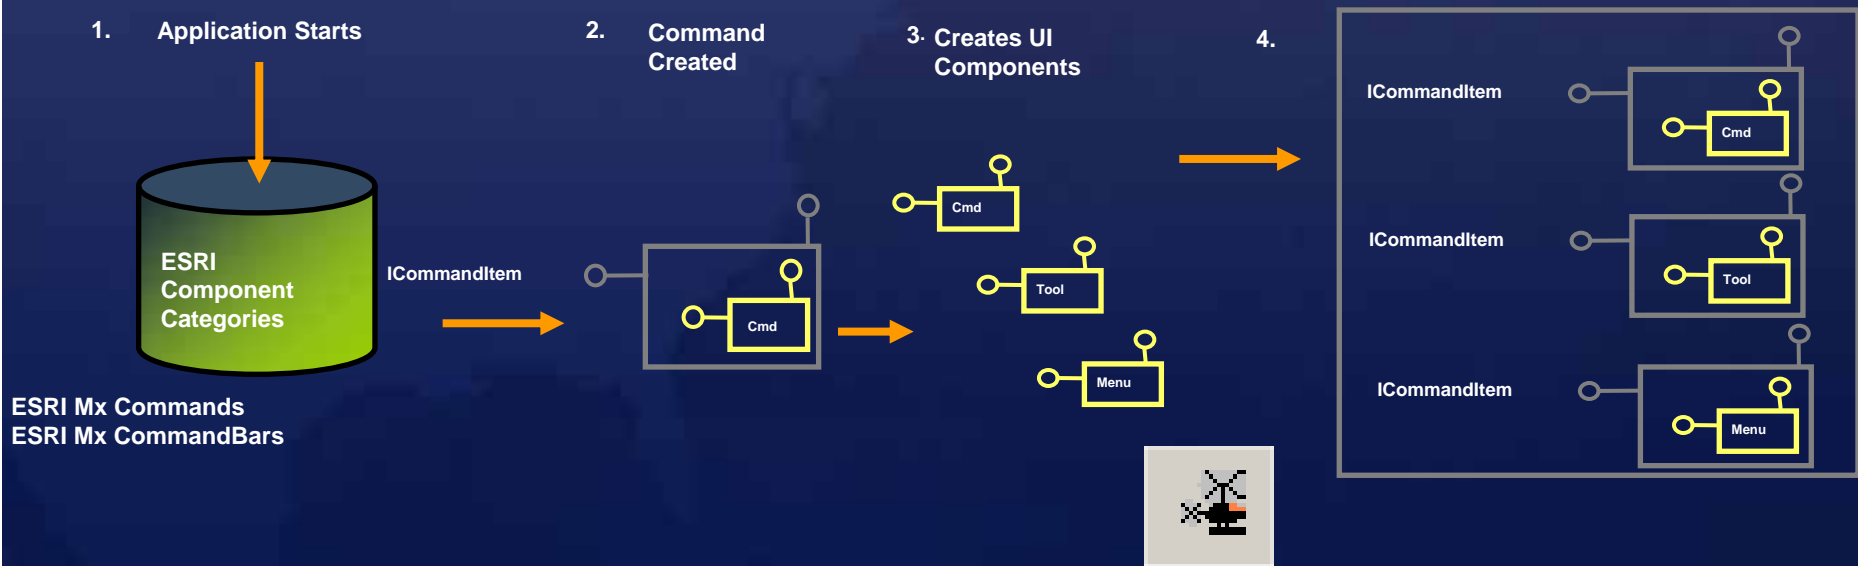 1.
Application Starts
ESRI
Component
Categories
ESRI Mx Commands
ESRI Mx CommandBars
2.
Command
Created
ICommandItem
Cmd
3.
Creates UI
Components
Cmd
Tool
Menu
4.
ICommandItem
Cmd
ICommandItem
Tool
ICommandItem
Menu